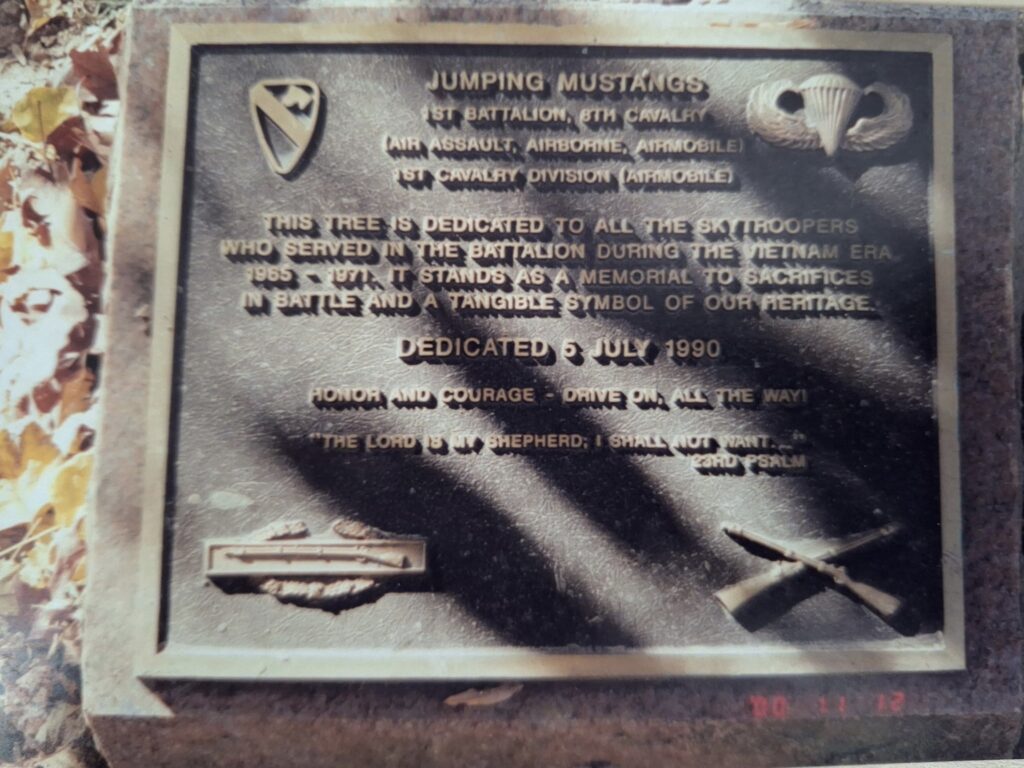 JUMPING MUSTANGS
1ST BATTALION, 8TH CAVALRY
(AIR ASSAULT, AIRBORNE, AIRMOBILE)
1ST CAVALRY DIVISION (AIRMOBILE)
THIS TREE IS DEDICATED TO ALL THE SKYTROOPERS
WHO SERVED IN THE BATTALION DURING THE VIETNAM ERA
1965 - 1971. IT STANDS AS A MEMORIAL TO SACRIFICES
IN BATTLE AND A TANGIBLE SYMBOL OF OUR HERITAGE.
DEDICATED 5 JULY 1990
HONOR AND COURAGE - DRIVE ON, ALL THE WAY!
"THE LORD IS MY SHEPHERD; I SHALL NOT WANT...."
23RD PSALM